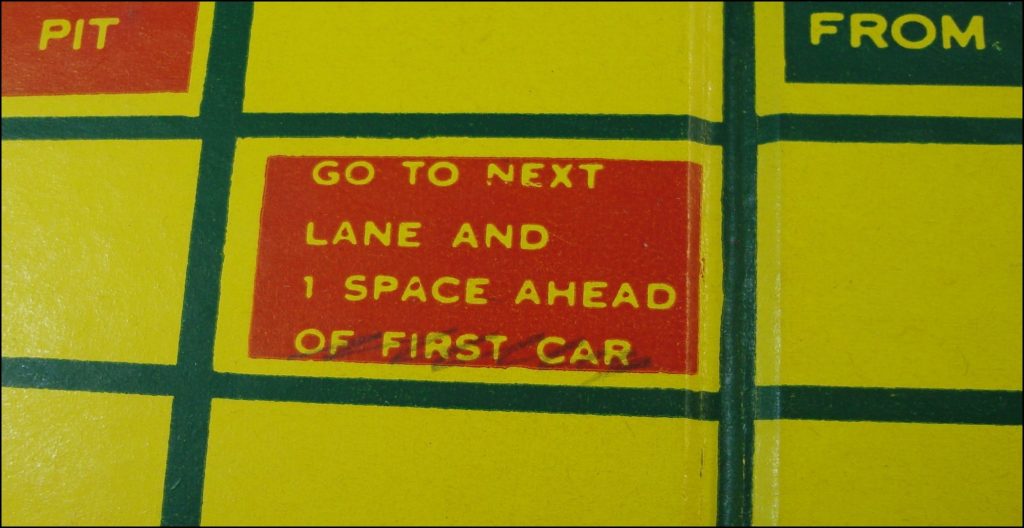 PIT
FROM
GO TO NEXT
LANE AND
1 SPACE AHEAD
OF FIRST CAR